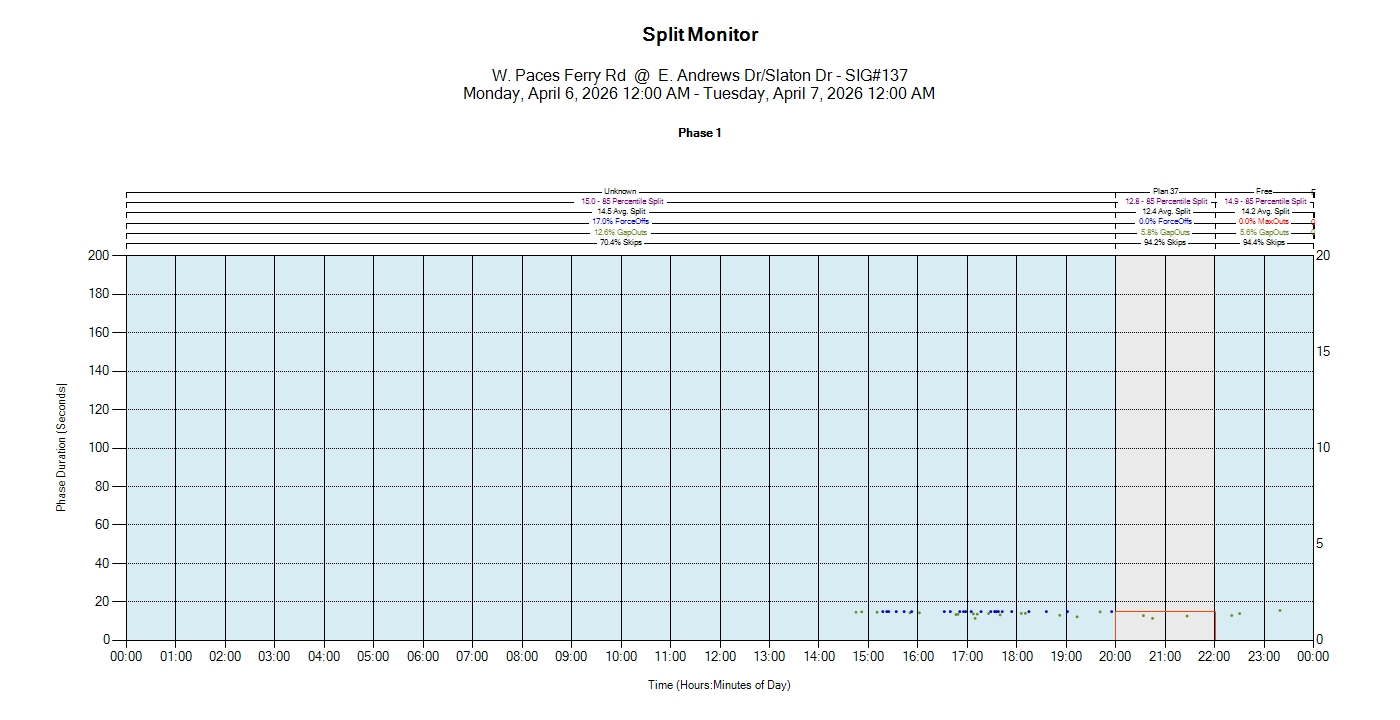 Split Monitor
W. Paces Ferry Rd @ E. Andrews Dr/Slaton Dr - SIG#137
Monday, April 6, 2026 12:00 AM - Tuesday, April 7, 2026 12:00 AM
Phase 1
Unknown Plan 37 Free
15.0 - 85 Percentile Split 12.8 - 85 Percentile Split 14.9 - 85 Percentile Split
14.5 Avg. Split 12.4 Avg. Split 14.2 Avg. Split
17.0% ForceOffs 0.0% ForceOffs 0.0% MaxOuts
12.6% GapOuts 5.8% GapOuts 5.6% GapOuts
70.4% Skips 94.2% Skips 94.4% Skips
200 20
180
160
15
140
120
100 10
80
60
5
40
20
0 0
Phase Duration (Seconds)
00:00 01:00 02:00 03:00 04:00 05:00 06:00 07:00 08:00 09:00 10:00 11:00 12:00 13:00 14:00 15:00 16:00 17:00 18:00 19:00 20:00 21:00 22:00 23:00 00:00
Time (Hours:Minutes of Day)